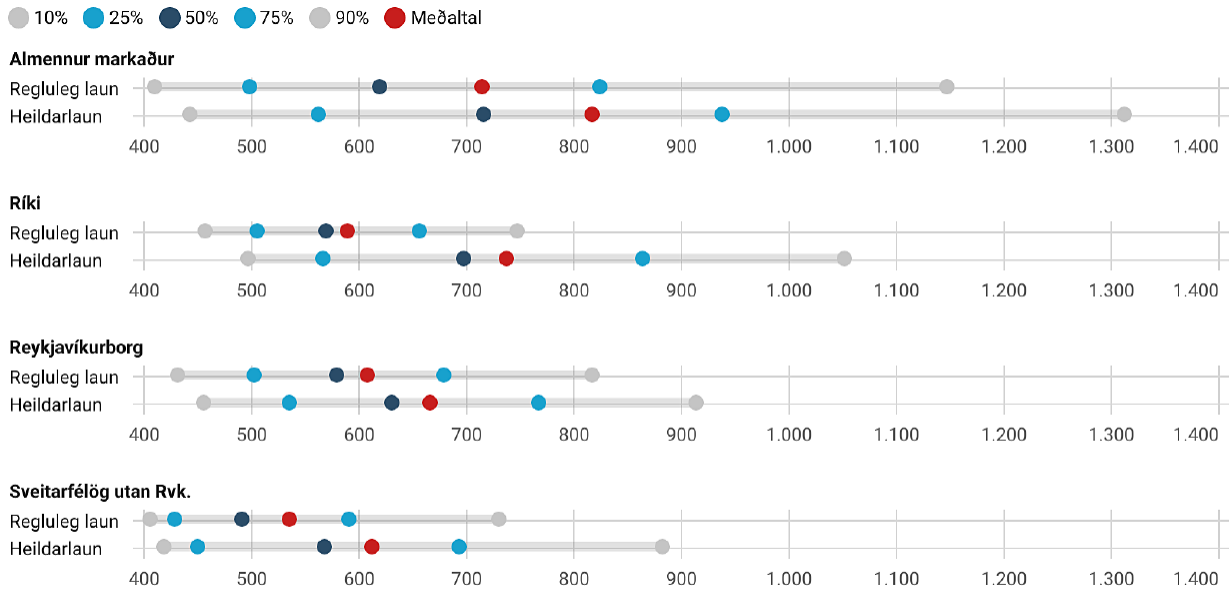 10% 25% 50% 75% 90% Meðaltal
Almennur markaður
Regluleg laun
Heildarlaun
400 500 600 700 800 900 1.000 1.100 1.200 1.300 1.400
Ríki
Regluleg laun
Heildarlaun
400 500 600 700 800 900 1.000 1.100 1.200 1.300 1.400
Reykjavíkurborg
Regluleg laun
Heildarlaun
400 500 600 700 800 900 1.000 1.100 1.200 1.300 1.400
Sveitarfélög utan Rvk.
Regluleg laun
Heildarlaun
400 500 600 700 800 900 1.000 1.100 1.200 1.300 1.400